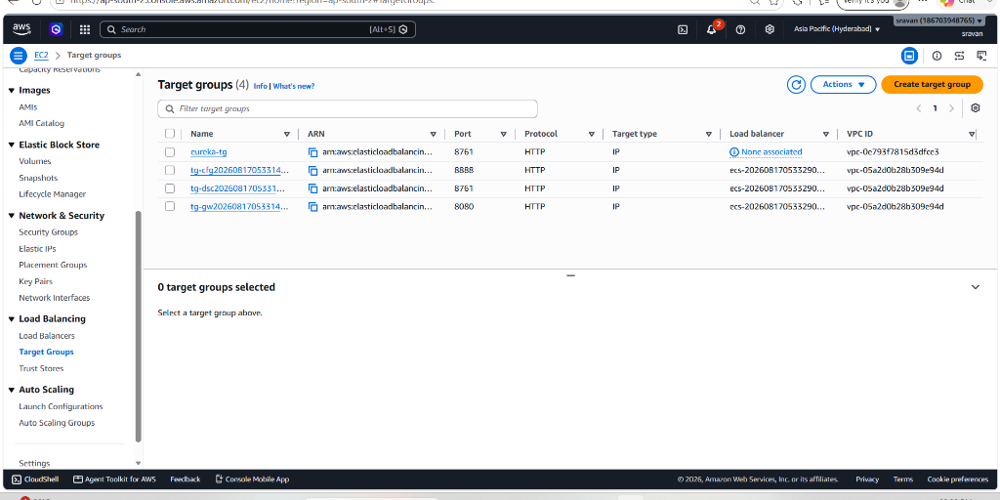 https://ap-south-2.console.aws.amazon.com/ec2/home?region=ap-south-2#TargetGroups:
aws
Search [Alt+S]
2
Asia Pacific (Hyderabad)
sravan (186703948765)
sravan
EC2 > Target groups
Capacity Reservations
Images
AMIs
AMI Catalog
Elastic Block Store
Volumes
Snapshots
Lifecycle Manager
Network & Security
Security Groups
Elastic IPs
Placement Groups
Key Pairs
Network Interfaces
Load Balancing
Load Balancers
Target Groups
Trust Stores
Auto Scaling
Launch Configurations
Auto Scaling Groups
Settings
Target groups (4) Info | What's new?
Actions
Create target group
Filter target groups
1
Name ARN Port Protocol Target type Load balancer VPC ID
eureka-tg arn:aws:elasticloadbalancin... 8761 HTTP IP None associated vpc-0e793f7815d3dfce3
tg-cfg20260817053314... arn:aws:elasticloadbalancin... 8888 HTTP IP ecs-202608170533290... vpc-05a2d0b28b309e94d
tg-dsc2026081705331... arn:aws:elasticloadbalancin... 8761 HTTP IP ecs-202608170533290... vpc-05a2d0b28b309e94d
tg-gw20260817053314... arn:aws:elasticloadbalancin... 8080 HTTP IP ecs-202608170533290... vpc-05a2d0b28b309e94d
0 target groups selected
Select a target group above.
CloudShell Agent Toolkit for AWS Feedback Console Mobile App
© 2026, Amazon Web Services, Inc. or its affiliates. Privacy Terms Cookie preferences